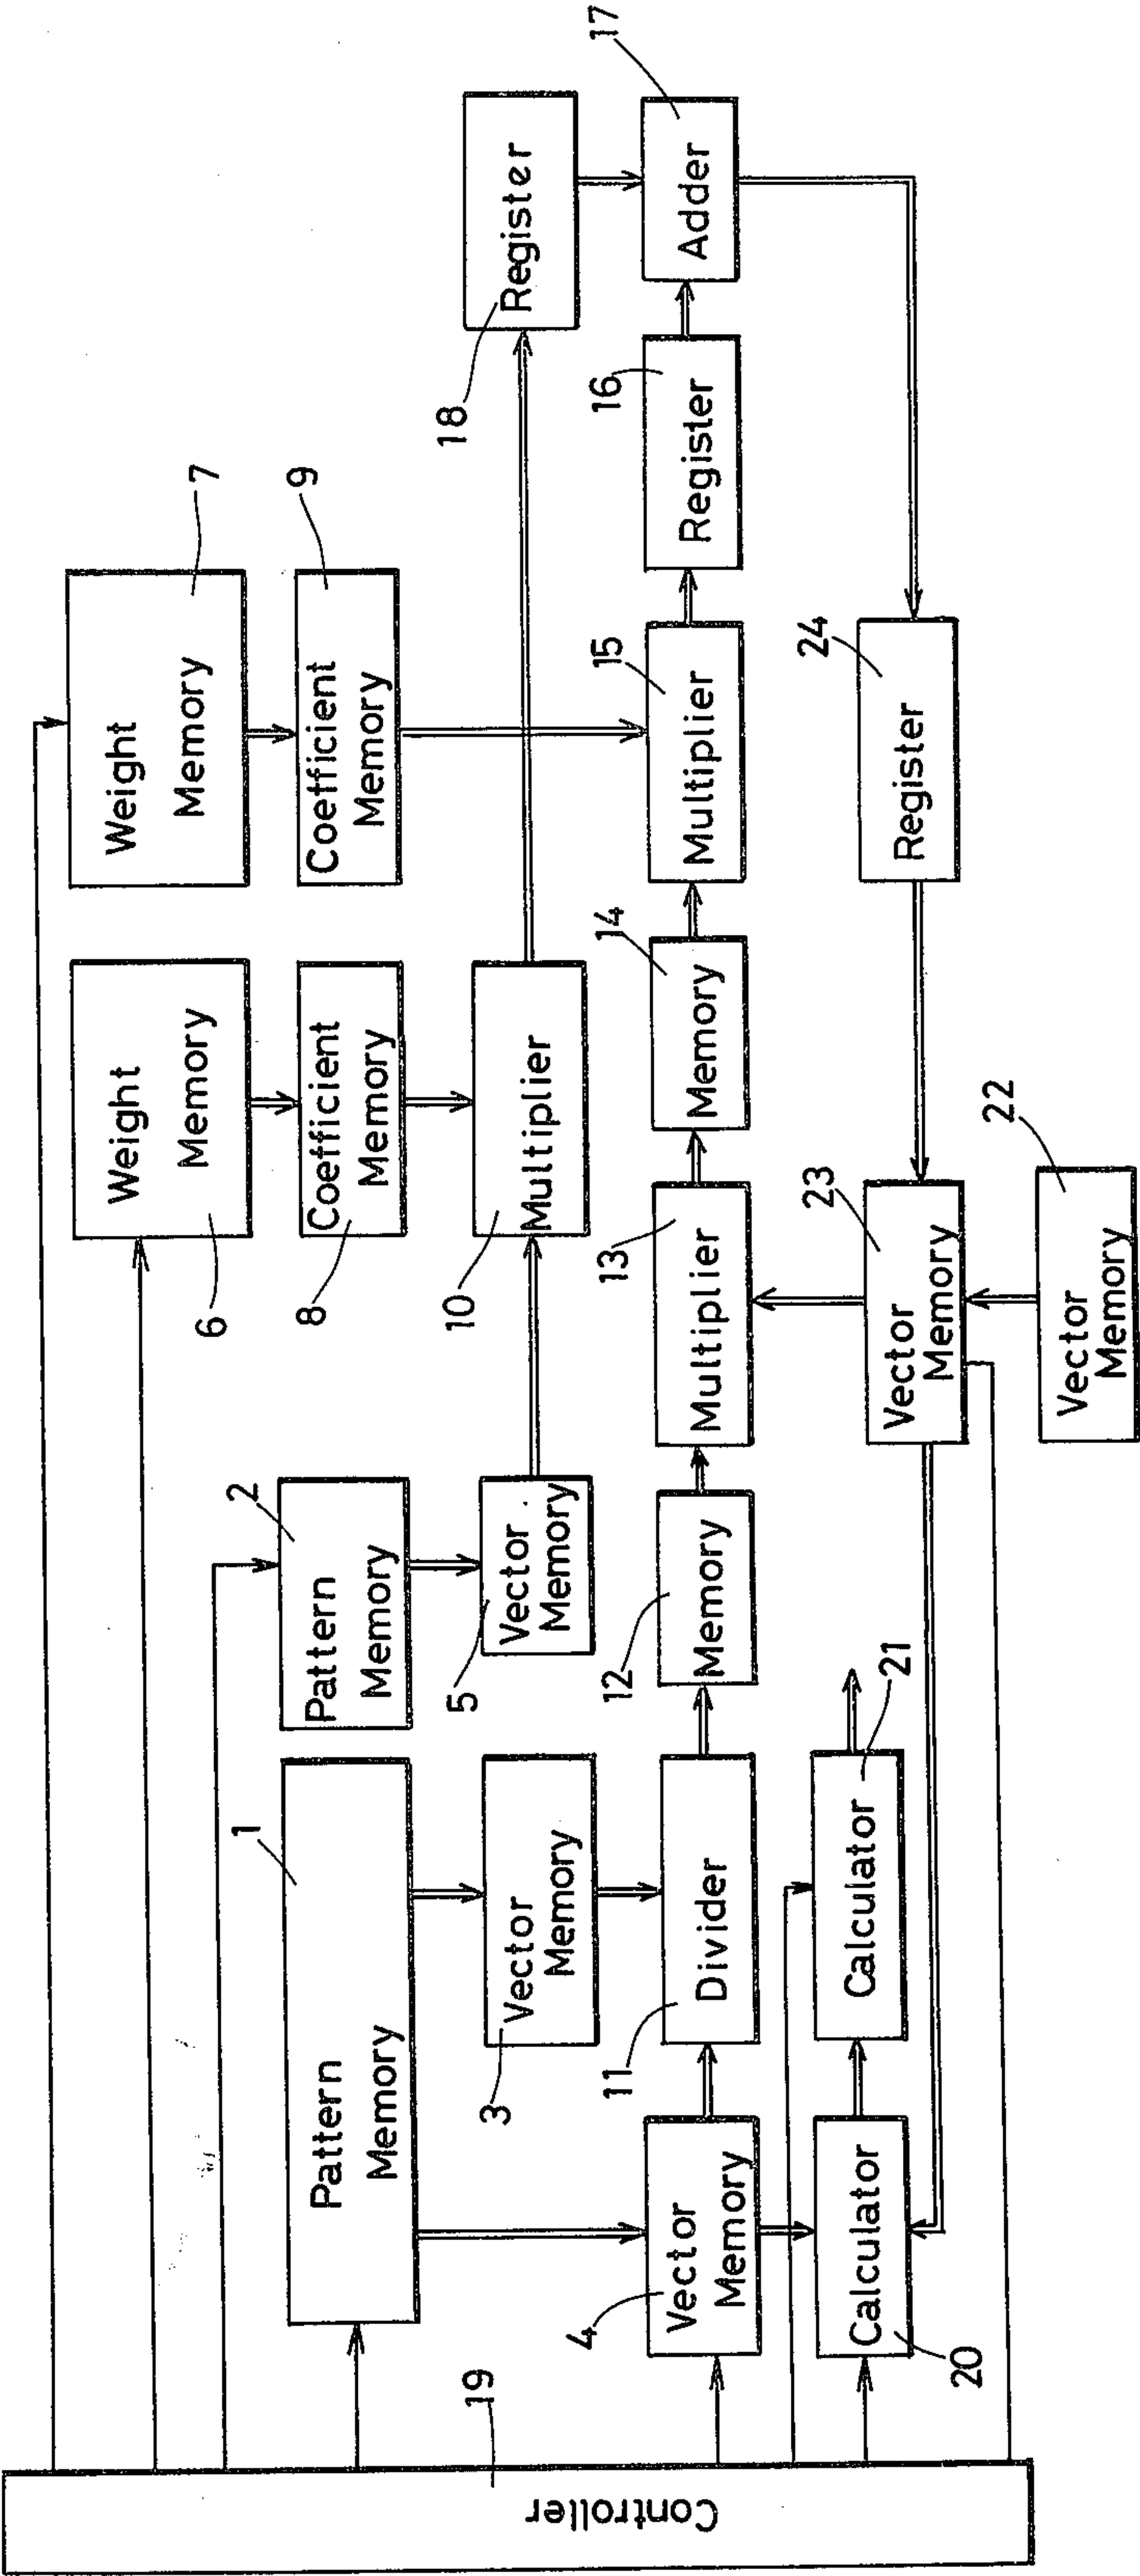 Controller
19
Weight
Memory
7
Weight
Memory
6
Coefficient
Memory
9
Coefficient
Memory
8
Pattern
Memory
1
Pattern
Memory
2
Vector
Memory
3
Vector
Memory
5
Multiplier
10
Register
18
Vector
Memory
4
Divider
11
Memory
12
Multiplier
13
Memory
14
Multiplier
15
Register
16
Adder
17
Calculator
20
Calculator
21
Vector
Memory
23
Register
24
Vector
Memory
22